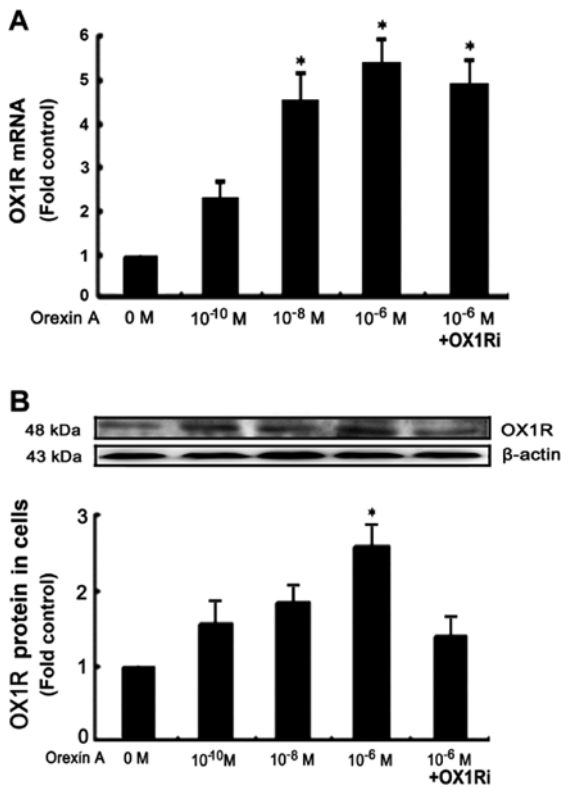 A
OX1R mRNA
(Fold control)
6
5
4
3
2
1
0
*
*
*
Orexin A 0 M 10⁻¹⁰ M 10⁻⁸ M 10⁻⁶ M 10⁻⁶ M
+OX1Ri
B
48 kDa OX1R
43 kDa β-actin
OX1R protein in cells
(Fold control)
3
2
1
0
*
Orexin A 0 M 10⁻¹⁰M 10⁻⁸ M 10⁻⁶ M 10⁻⁶ M
+OX1Ri